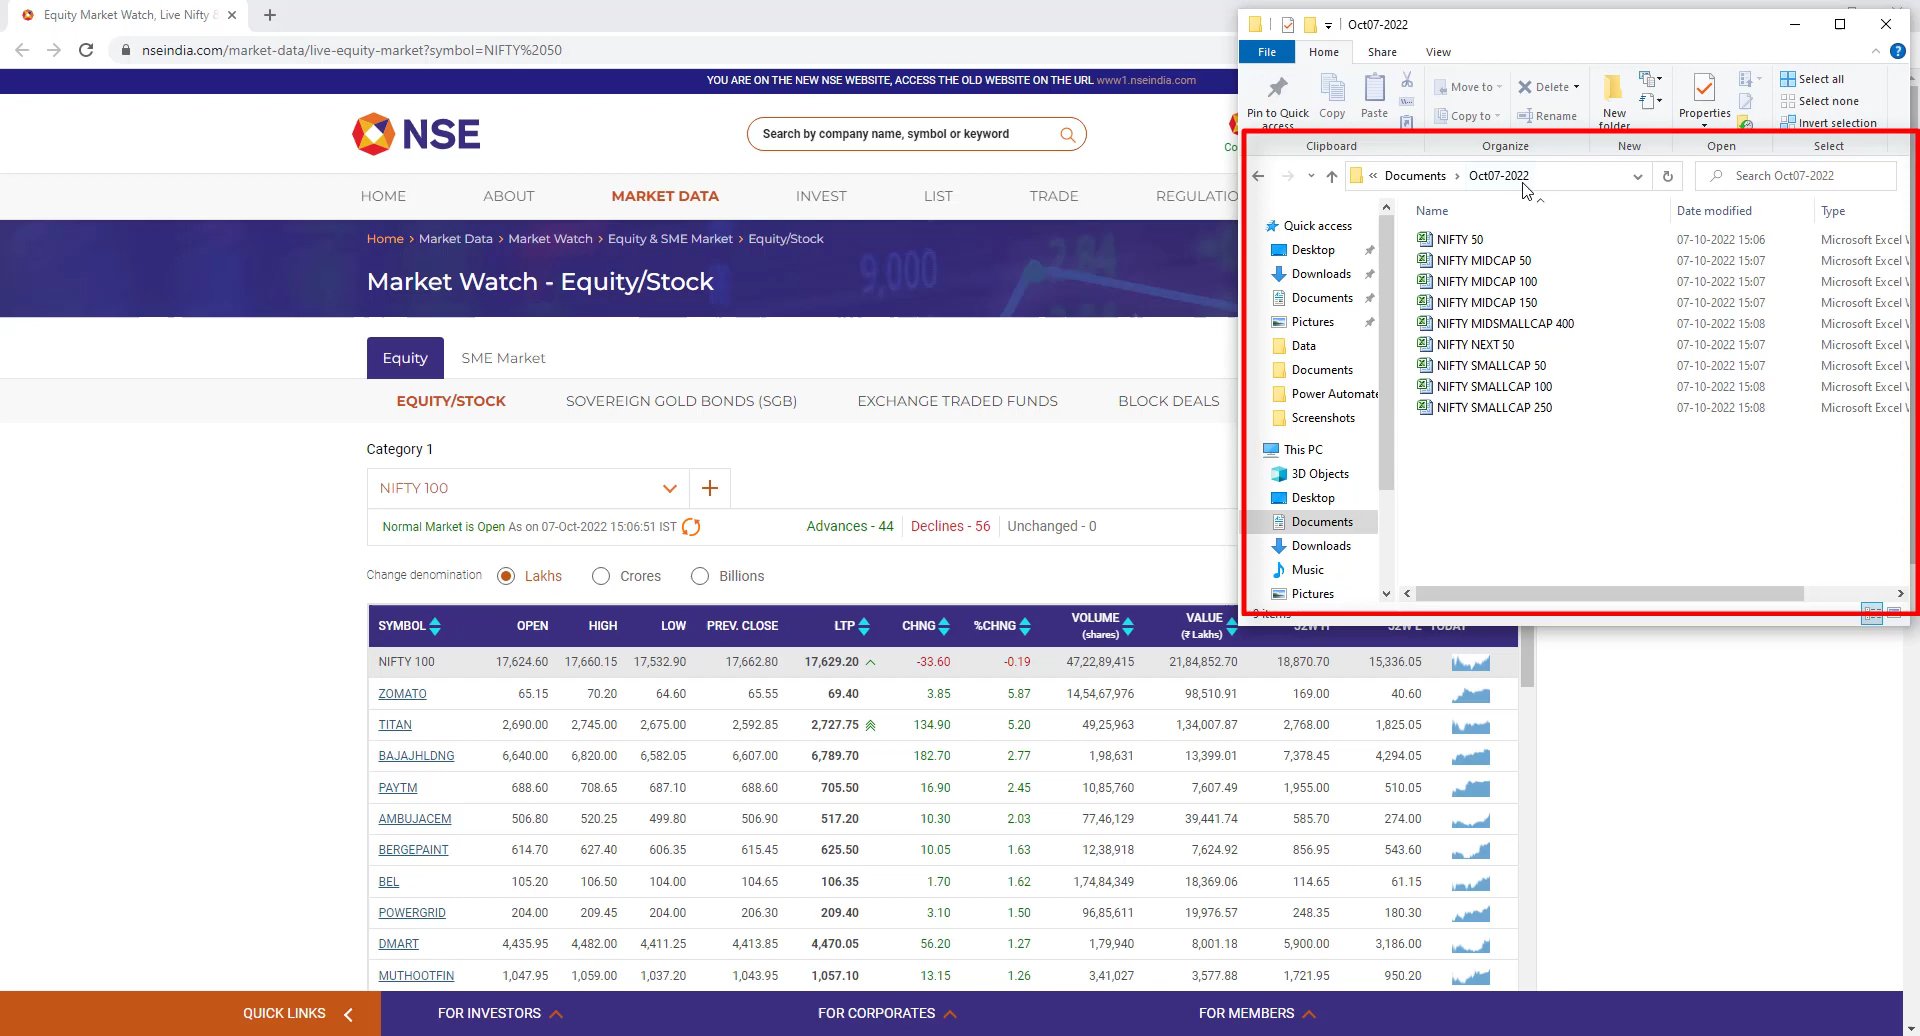 Equity Market Watch, Live Nifty
nseindia.com/market-data/live-equity-market?symbol=NIFTY%2050
YOU ARE ON THE NEW NSE WEBSITE, ACCESS THE OLD WEBSITE ON THE URL www1.nseindia.com
NSE
Search by company name, symbol or keyword
HOME ABOUT MARKET DATA INVEST LIST TRADE
Home > Market Data > Market Watch > Equity & SME Market > Equity/Stock
9,000
Market Watch - Equity/Stock
Equity SME Market
EQUITY/STOCK SOVEREIGN GOLD BONDS (SGB) EXCHANGE TRADED FUNDS BLOCK DEALS
Category 1
NIFTY 100
Normal Market is Open As on 07-Oct-2022 15:06:51 IST Advances - 44 Declines - 56 Unchanged - 0
Change denomination Lakhs Crores Billions
SYMBOL OPEN HIGH LOW PREV. CLOSE LTP CHNG %CHNG VOLUME (shares) VALUE (₹ Lakhs) 52W H 52W L TODAY
NIFTY 100 17,624.60 17,660.15 17,532.90 17,662.80 17,629.20 -33.60 -0.19 47,22,89,415 21,84,852.70 18,870.70 15,336.05
ZOMATO 65.15 70.20 64.60 65.55 69.40 3.85 5.87 14,54,67,976 98,510.91 169.00 40.60
TITAN 2,690.00 2,745.00 2,675.00 2,592.85 2,727.75 134.90 5.20 49,25,963 1,34,007.87 2,768.00 1,825.05
BAJAJHLDNG 6,640.00 6,820.00 6,582.05 6,607.00 6,789.70 182.70 2.77 1,98,631 13,399.01 7,378.45 4,294.05
PAYTM 688.60 708.65 687.10 688.60 705.50 16.90 2.45 10,85,760 7,607.49 1,955.00 510.05
AMBUJACEM 506.80 520.25 499.80 506.90 517.20 10.30 2.03 77,46,129 39,441.74 585.70 274.00
BERGEPAINT 614.70 627.40 606.35 615.45 625.50 10.05 1.63 12,38,918 7,624.92 856.95 543.60
BEL 105.20 106.50 104.00 104.65 106.35 1.70 1.62 1,74,84,349 18,369.06 114.65 61.15
POWERGRID 204.00 209.45 204.00 206.30 209.40 3.10 1.50 96,85,611 19,976.57 248.35 180.30
DMART 4,435.95 4,482.00 4,411.25 4,413.85 4,470.05 56.20 1.27 1,79,940 8,001.18 5,900.00 3,186.00
MUTHOOTFIN 1,047.95 1,059.00 1,037.20 1,043.95 1,057.10 13.15 1.26 3,41,027 3,577.88 1,721.95 950.20
QUICK LINKS FOR INVESTORS FOR CORPORATES FOR MEMBERS
Oct07-2022
File Home Share View
Pin to Quick access Copy Paste Move to Copy to Delete Rename New folder Properties Select all
Select none
Invert selection
Clipboard Organize New Open Select
« Documents > Oct07-2022 Search Oct07-2022
Name Date modified Type
NIFTY 50 07-10-2022 15:06 Microsoft Excel
NIFTY MIDCAP 50 07-10-2022 15:07 Microsoft Excel
NIFTY MIDCAP 100 07-10-2022 15:07 Microsoft Excel
NIFTY MIDCAP 150 07-10-2022 15:07 Microsoft Excel
NIFTY MIDSMALLCAP 400 07-10-2022 15:08 Microsoft Excel
NIFTY NEXT 50 07-10-2022 15:07 Microsoft Excel
NIFTY SMALLCAP 50 07-10-2022 15:07 Microsoft Excel
NIFTY SMALLCAP 100 07-10-2022 15:08 Microsoft Excel
NIFTY SMALLCAP 250 07-10-2022 15:08 Microsoft Excel
Quick access
Desktop
Downloads
Documents
Pictures
Data
Documents
Power Automate
Screenshots
This PC
3D Objects
Desktop
Documents
Downloads
Music
Pictures
9 items